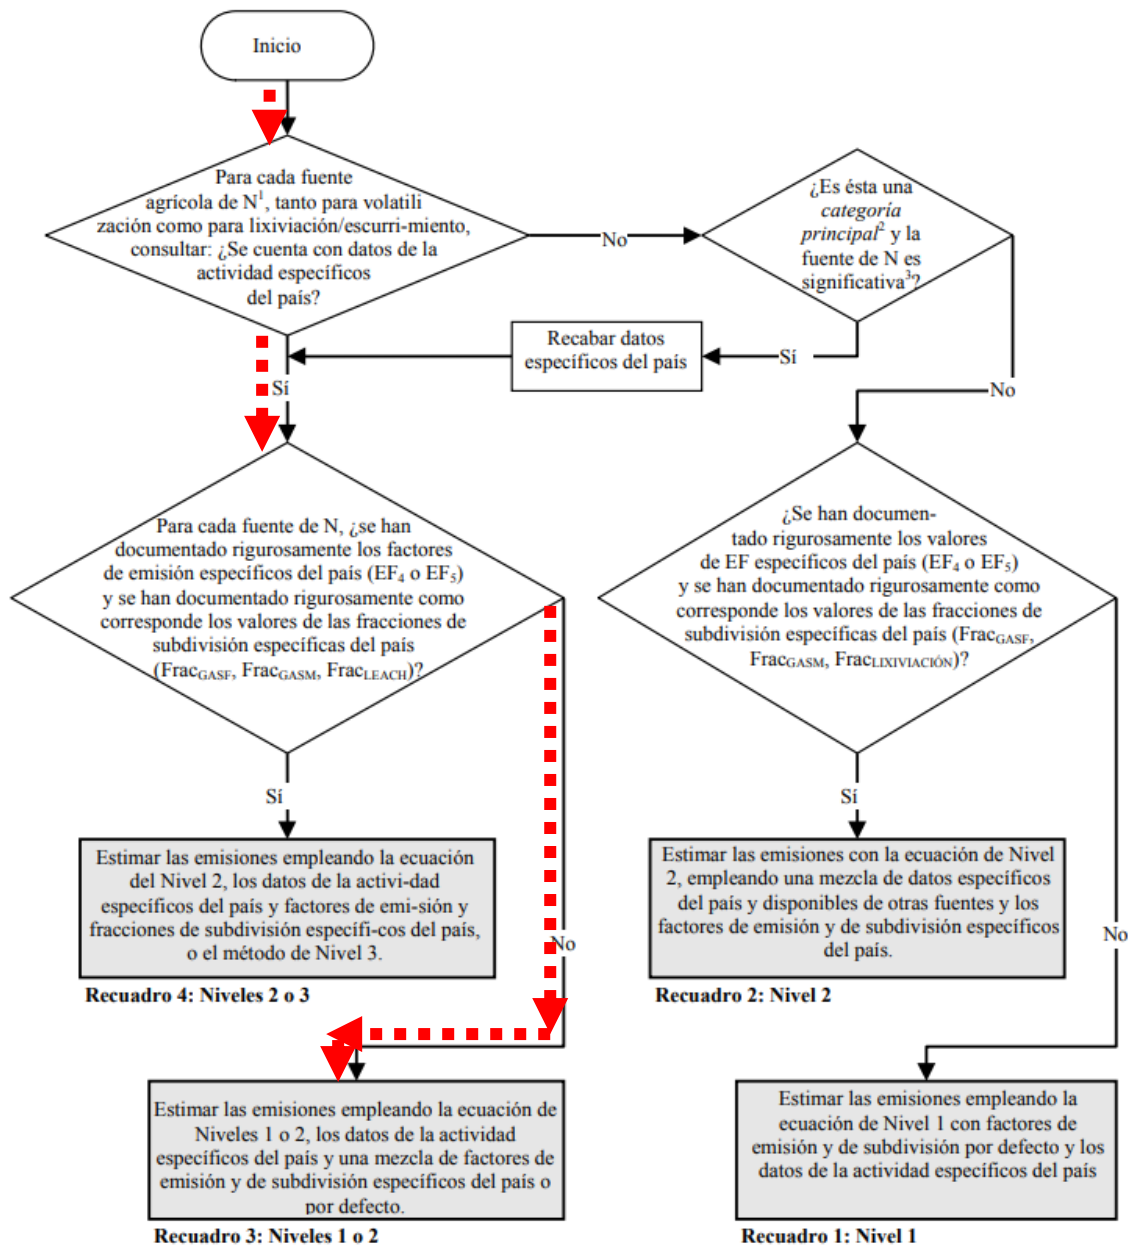 Inicio
Para cada fuente
agrícola de N¹, tanto para volatili
zación como para lixiviación/escurri-miento,
consultar: ¿Se cuenta con datos de la
actividad específicos
del país?
No
¿Es ésta una
categoría
principal² y la
fuente de N es
significativa³?
Recabar datos
específicos del país
Sí
No
Sí
Para cada fuente de N, ¿se han
documentado rigurosamente los factores
de emisión específicos del país (EF₄ o EF₅)
y se han documentado rigurosamente como
corresponde los valores de las fracciones de
subdivisión específicas del país
(Frac_GASF, Frac_GASM, Frac_LEACH)?
¿Se han documen-
tado rigurosamente los valores
de EF específicos del país (EF₄ o EF₅)
y se han documentado rigurosamente como
corresponde los valores de las fracciones de
subdivisión específicas del país (Frac_GASF,
Frac_GASM, Frac_LIXIVIACIÓN)?
Sí
Sí
Estimar las emisiones empleando la ecuación
del Nivel 2, los datos de la activi-dad
específicos del país y factores de emi-sión y
fracciones de subdivisión específi-cos del país,
o el método de Nivel 3.
No
Recuadro 4: Niveles 2 o 3
Estimar las emisiones con la ecuación de Nivel
2, empleando una mezcla de datos específicos
del país y disponibles de otras fuentes y los
factores de emisión y de subdivisión específicos
del país.
No
Recuadro 2: Nivel 2
Estimar las emisiones empleando la ecuación de
Niveles 1 o 2, los datos de la actividad
específicos del país y una mezcla de factores de
emisión y de subdivisión específicos del país o
por defecto.
Recuadro 3: Niveles 1 o 2
Estimar las emisiones empleando la
ecuación de Nivel 1 con factores de
emisión y de subdivisión por defecto y los
datos de la actividad específicos del país
Recuadro 1: Nivel 1